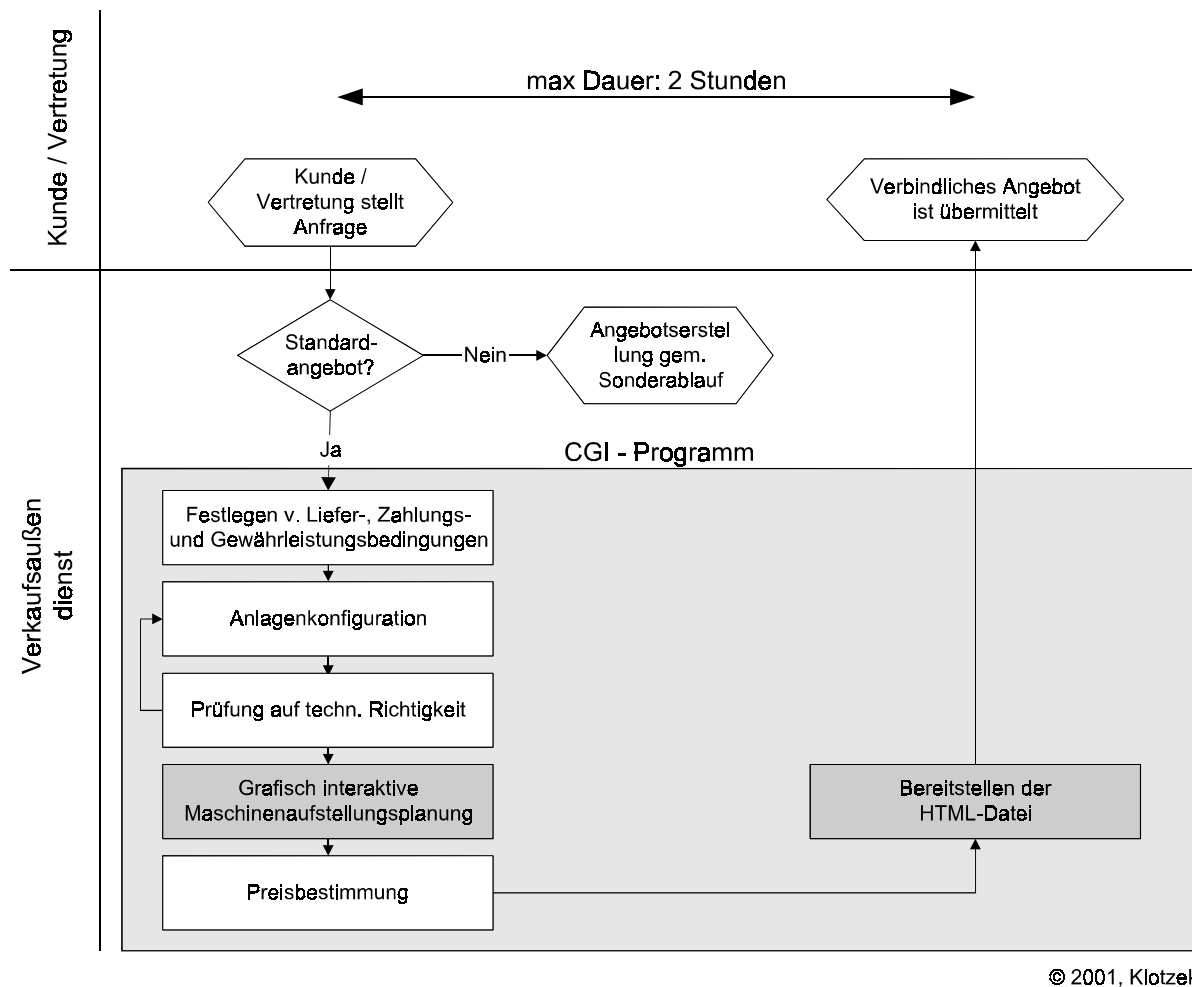 Kunde / Vertretung
max Dauer: 2 Stunden
Kunde /
Vertretung stellt
Anfrage
Verbindliches Angebot
ist übermittelt
Verkaufsaußen
dienst
Standard-
angebot?
Nein
Angebotserstel
lung gem.
Sonderablauf
Ja
CGI - Programm
Festlegen v. Liefer-, Zahlungs-
und Gewährleistungsbedingungen
Anlagenkonfiguration
Prüfung auf techn. Richtigkeit
Grafisch interaktive
Maschinenaufstellungsplanung
Preisbestimmung
Bereitstellen der
HTML-Datei
© 2001, Klotzek